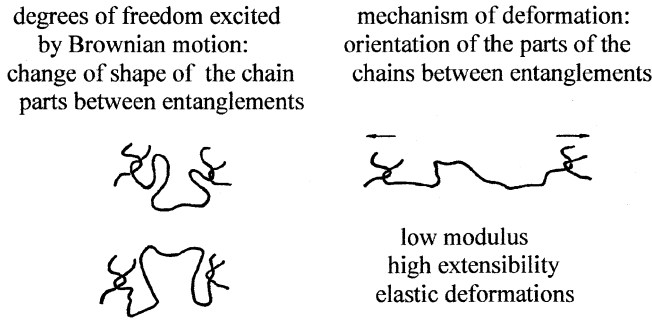 degrees of freedom excited
by Brownian motion:
change of shape of the chain
parts between entanglements
mechanism of deformation:
orientation of the parts of the
chains between entanglements
low modulus
high extensibility
elastic deformations